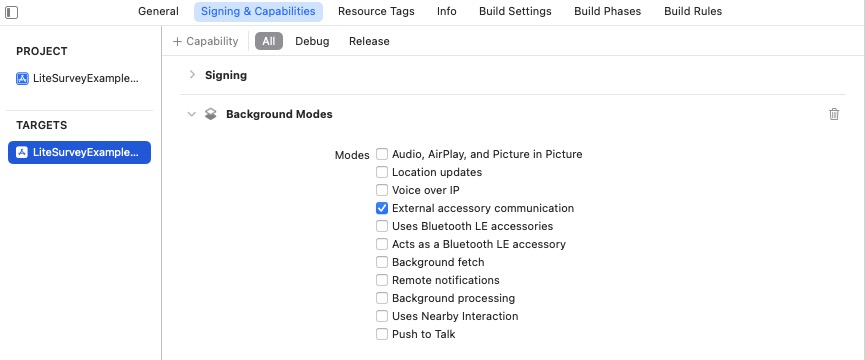 General Signing & Capabilities Resource Tags Info Build Settings Build Phases Build Rules
+ Capability All Debug Release
PROJECT
LiteSurveyExample...
TARGETS
LiteSurveyExample...
Signing
Background Modes
Modes Audio, AirPlay, and Picture in Picture
Location updates
Voice over IP
External accessory communication
Uses Bluetooth LE accessories
Acts as a Bluetooth LE accessory
Background fetch
Remote notifications
Background processing
Uses Nearby Interaction
Push to Talk